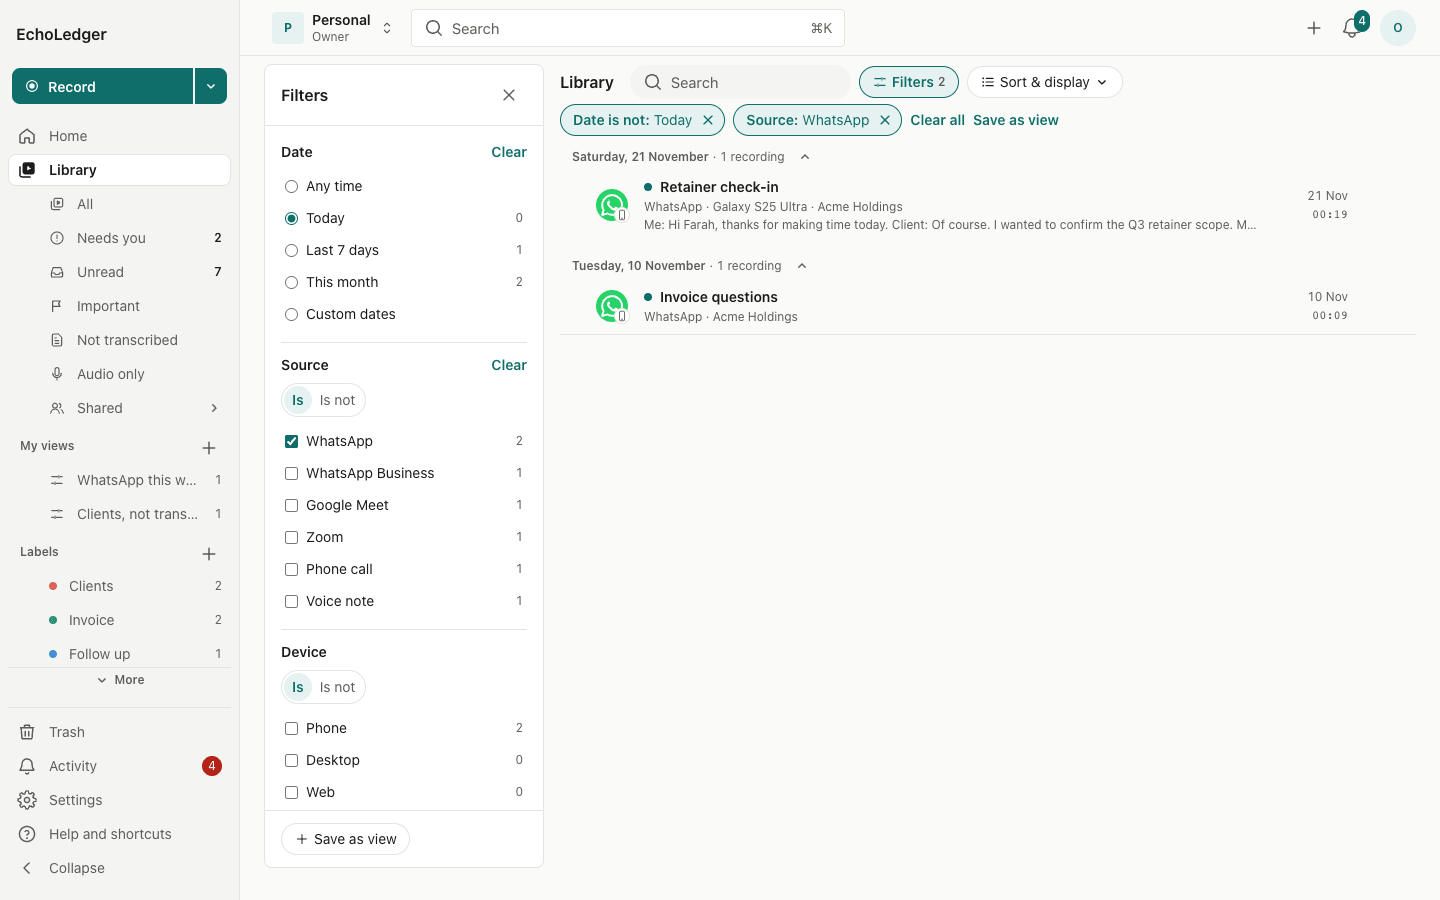 EchoLedger
Record
Home
Library
All
Needs you 2
Unread 7
Important
Not transcribed
Audio only
Shared
My views
WhatsApp this w... 1
Clients, not trans... 1
Labels
Clients 2
Invoice 2
Follow up 1
More
Trash
Activity 4
Settings
Help and shortcuts
Collapse
P Personal
Owner
Search ⌘K
4
O
Filters
Date Clear
Any time
Today 0
Last 7 days 1
This month 2
Custom dates
Source Clear
Is Is not
WhatsApp 2
WhatsApp Business 1
Google Meet 1
Zoom 1
Phone call 1
Voice note 1
Device
Is Is not
Phone 2
Desktop 0
Web 0
Save as view
Library Search Filters 2 Sort & display
Date is not: Today Source: WhatsApp Clear all Save as view
Saturday, 21 November · 1 recording
Retainer check-in 21 Nov
WhatsApp · Galaxy S25 Ultra · Acme Holdings 00:19
Me: Hi Farah, thanks for making time today. Client: Of course. I wanted to confirm the Q3 retainer scope. M...
Tuesday, 10 November · 1 recording
Invoice questions 10 Nov
WhatsApp · Acme Holdings 00:09